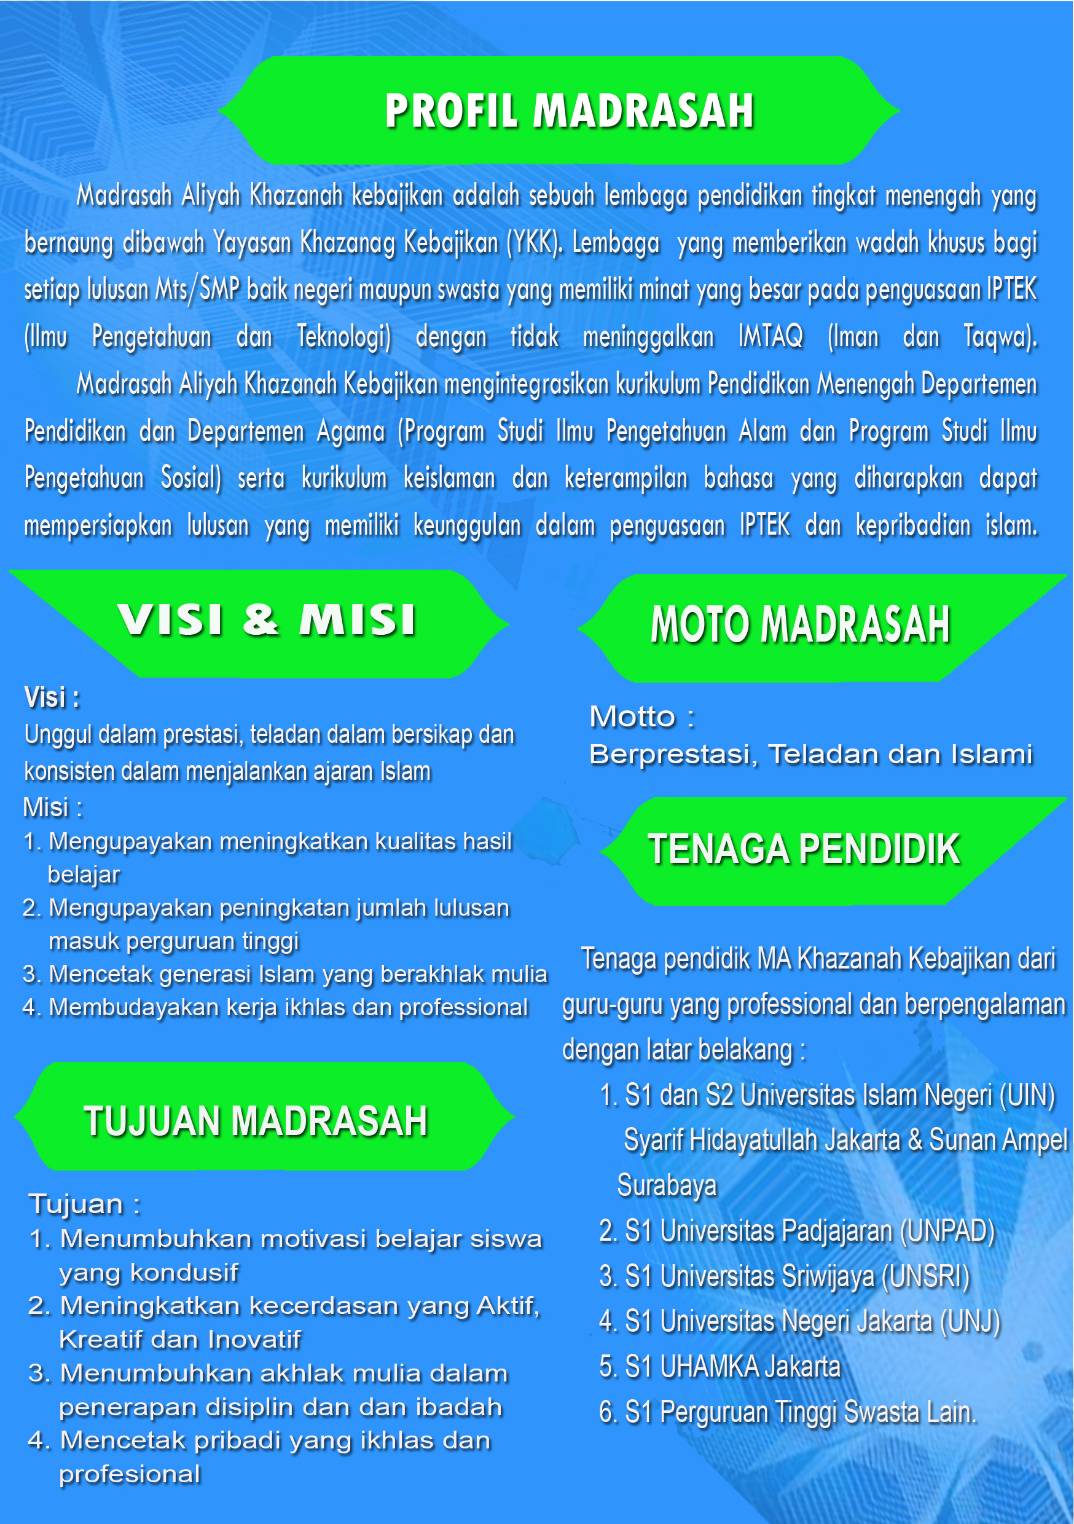 PROFIL MADRASAH
Madrasah Aliyah Khazanah kebajikan adalah sebuah lembaga pendidikan tingkat menengah yang
bernaung dibawah Yayasan Khazanag Kebajikan (YKK). Lembaga yang memberikan wadah khusus bagi
setiap lulusan Mts/SMP baik negeri maupun swasta yang memiliki minat yang besar pada penguasaan IPTEK
(Ilmu Pengetahuan dan Teknologi) dengan tidak meninggalkan IMTAQ (Iman dan Taqwa).
Madrasah Aliyah Khazanah Kebajikan mengintegrasikan kurikulum Pendidikan Menengah Departemen
Pendidikan dan Departemen Agama (Program Studi Ilmu Pengetahuan Alam dan Program Studi Ilmu
Pengetahuan Sosial) serta kurikulum keislaman dan keterampilan bahasa yang diharapkan dapat
mempersiapkan lulusan yang memiliki keunggulan dalam penguasaan IPTEK dan kepribadian islam.
VISI & MISI
Visi :
Unggul dalam prestasi, teladan dalam bersikap dan
konsisten dalam menjalankan ajaran Islam
Misi :
1. Mengupayakan meningkatkan kualitas hasil
belajar
2. Mengupayakan peningkatan jumlah lulusan
masuk perguruan tinggi
3. Mencetak generasi Islam yang berakhlak mulia
4. Membudayakan kerja ikhlas dan professional
TUJUAN MADRASAH
Tujuan :
1. Menumbuhkan motivasi belajar siswa
yang kondusif
2. Meningkatkan kecerdasan yang Aktif,
Kreatif dan Inovatif
3. Menumbuhkan akhlak mulia dalam
penerapan disiplin dan dan ibadah
4. Mencetak pribadi yang ikhlas dan
profesional
MOTO MADRASAH
Motto :
Berprestasi, Teladan dan Islami
TENAGA PENDIDIK
Tenaga pendidik MA Khazanah Kebajikan dari
guru-guru yang professional dan berpengalaman
dengan latar belakang :
1. S1 dan S2 Universitas Islam Negeri (UIN)
Syarif Hidayatullah Jakarta & Sunan Ampel
Surabaya
2. S1 Universitas Padjajaran (UNPAD)
3. S1 Universitas Sriwijaya (UNSRI)
4. S1 Universitas Negeri Jakarta (UNJ)
5. S1 UHAMKA Jakarta
6. S1 Perguruan Tinggi Swasta Lain.